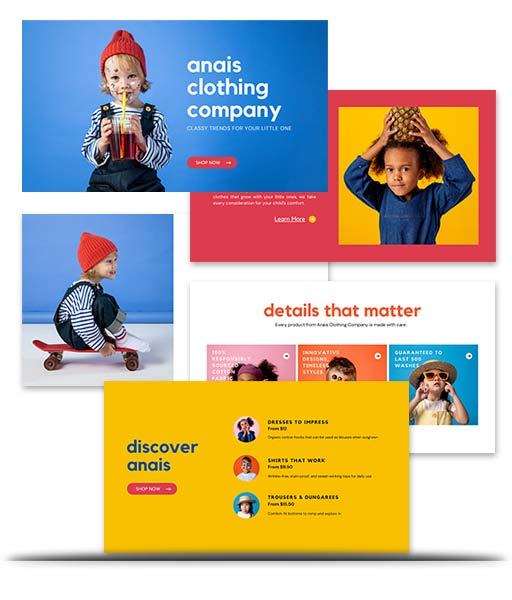 anais
clothing
company
CLASSY TRENDS FOR YOUR LITTLE ONE
SHOP NOW
clothes that grow with your little ones, we take
every consideration for your child's comfort.
Learn More
details that matter
Every product from Anais Clothing Company is made with care.
100%
RESPONSIBLY
SOURCED
COTTON
FABRIC
INNOVATIVE
DESIGNS,
TIMELESS
STYLES
GUARANTEED TO
LAST 500
WASHES
discover
anais
SHOP NOW
DRESSES TO IMPRESS
From $12
Organic cotton frocks that can be used as blouses when outgrown
SHIRTS THAT WORK
From $9.90
Wrinkle-free, stain-proof, and sweat-wicking tops for daily use
TROUSERS & DUNGAREES
From $15.50
Comfort-fit bottoms to romp and explore in